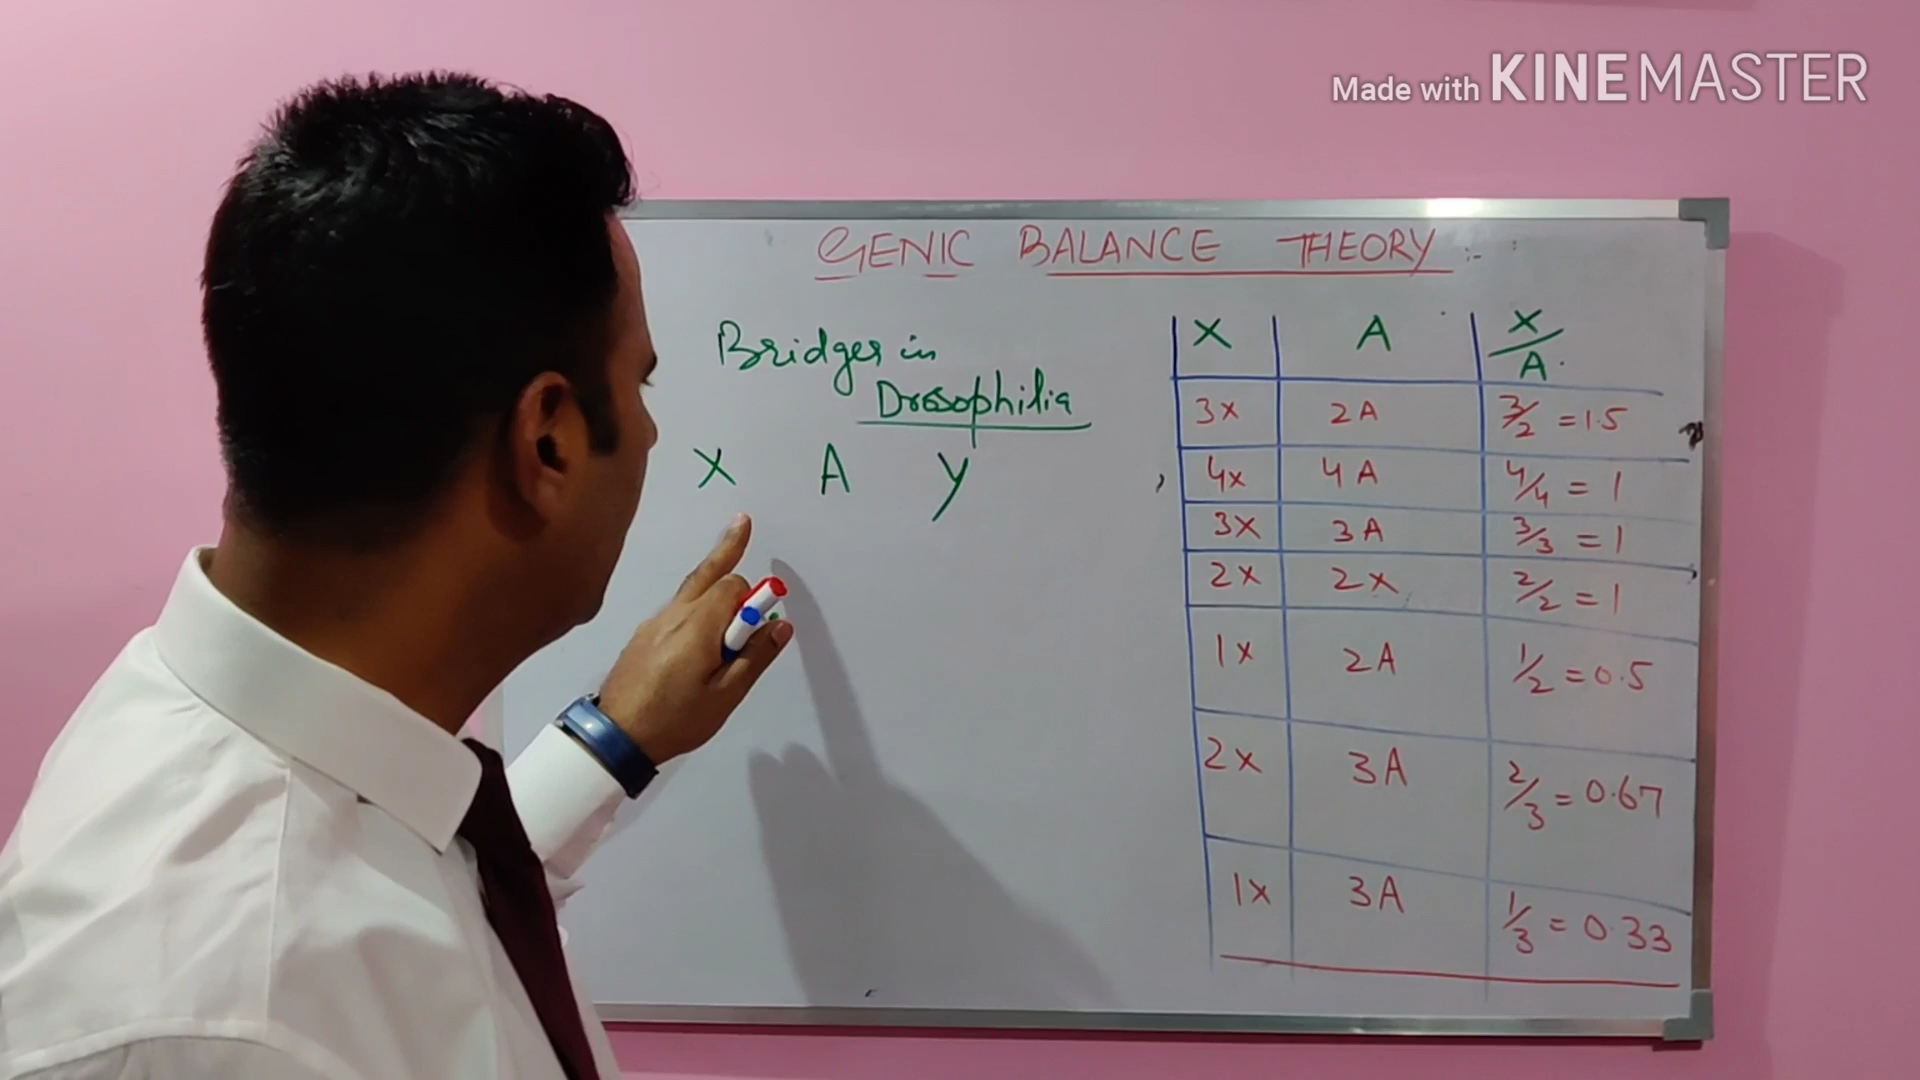 Made with KINEMASTER
GENIC BALANCE THEORY :-
Bridges in
Drosophilia
X A Y
X A X/A
3x 2A 3/2 = 1.5
4x 4A 4/4 = 1
3x 3A 3/3 = 1
2x 2x 2/2 = 1
1x 2A 1/2 = 0.5
2x 3A 2/3 = 0.67
1x 3A 1/3 = 0.33